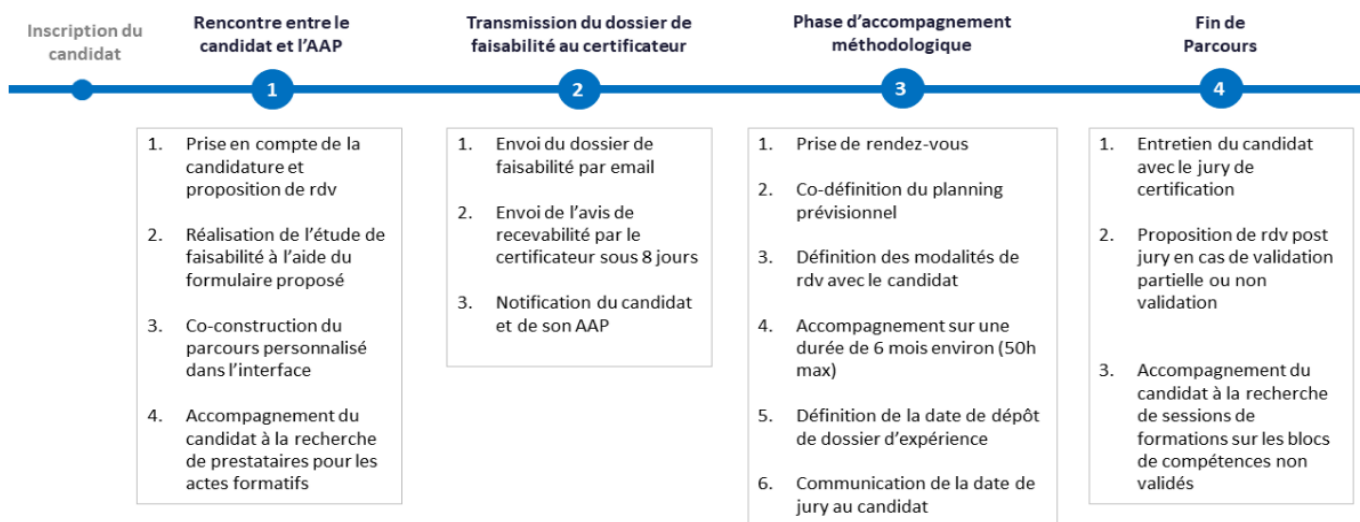 Inscription du
candidat
Rencontre entre le
candidat et l'AAP
Transmission du dossier de
faisabilité au certificateur
Phase d'accompagnement
méthodologique
Fin de
Parcours
1
2
3
4
1. Prise en compte de la
candidature et
proposition de rdv
2. Réalisation de l'étude de
faisabilité à l'aide du
formulaire proposé
3. Co-construction du
parcours personnalisé
dans l'interface
4. Accompagnement du
candidat à la recherche
de prestataires pour les
actes formatifs
1. Envoi du dossier de
faisabilité par email
2. Envoi de l'avis de
recevabilité par le
certificateur sous 8 jours
3. Notification du candidat
et de son AAP
1. Prise de rendez-vous
2. Co-définition du planning
prévisionnel
3. Définition des modalités de
rdv avec le candidat
4. Accompagnement sur une
durée de 6 mois environ (50h
max)
5. Définition de la date de dépôt
de dossier d'expérience
6. Communication de la date de
jury au candidat
1. Entretien du candidat
avec le jury de
certification
2. Proposition de rdv post
jury en cas de validation
partielle ou non
validation
3. Accompagnement du
candidat à la recherche
de sessions de
formations sur les blocs
de compétences non
validés